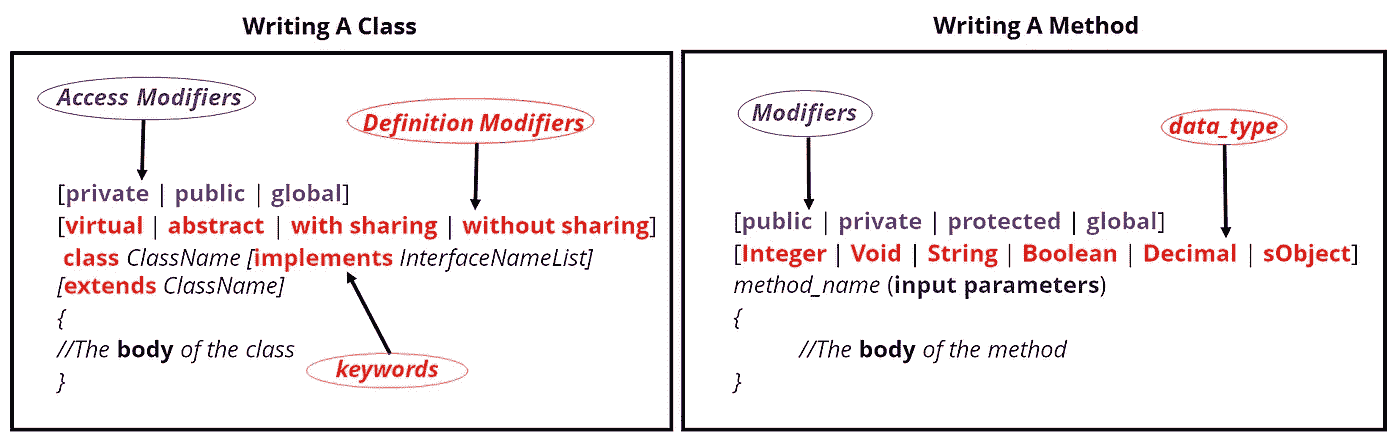 Writing A Class
Access Modifiers
Definition Modifiers
[private | public | global]
[virtual | abstract | with sharing | without sharing]
class ClassName [implements InterfaceNameList]
[extends ClassName]
{
//The body of the class
}
keywords
Writing A Method
Modifiers
data_type
[public | private | protected | global]
[Integer | Void | String | Boolean | Decimal | sObject]
method_name (input parameters)
{
//The body of the method
}